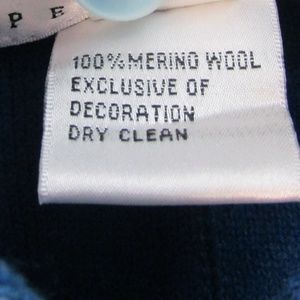 P E
100% MERINO WOOL
EXCLUSIVE OF
DECORATION
DRY CLEAN